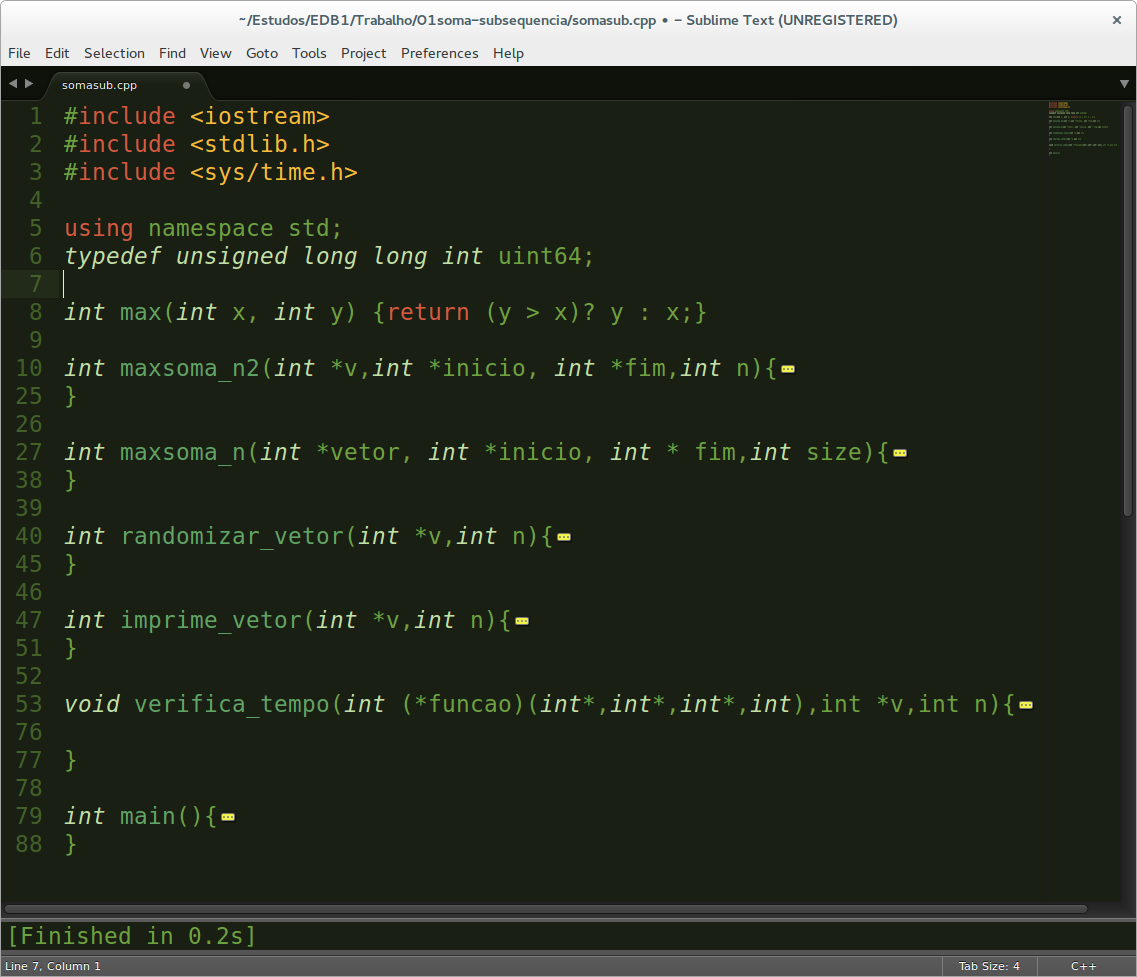 ~/Estudos/EDB1/Trabalho/O1soma-subsequencia/somasub.cpp • - Sublime Text (UNREGISTERED)
File Edit Selection Find View Goto Tools Project Preferences Help
somasub.cpp
1 #include <iostream>
2 #include <stdlib.h>
3 #include <sys/time.h>
4
5 using namespace std;
6 typedef unsigned long long int uint64;
7
8 int max(int x, int y) {return (y > x)? y : x;}
9
10 int maxsoma_n2(int *v,int *inicio, int *fim,int n){
25 }
26
27 int maxsoma_n(int *vetor, int *inicio, int * fim,int size){
38 }
39
40 int randomizar_vetor(int *v,int n){
45 }
46
47 int imprime_vetor(int *v,int n){
51 }
52
53 void verifica_tempo(int (*funcao)(int*,int*,int*,int),int *v,int n){
76
77 }
78
79 int main(){
88 }
[Finished in 0.2s]
Line 7, Column 1 Tab Size: 4 C++